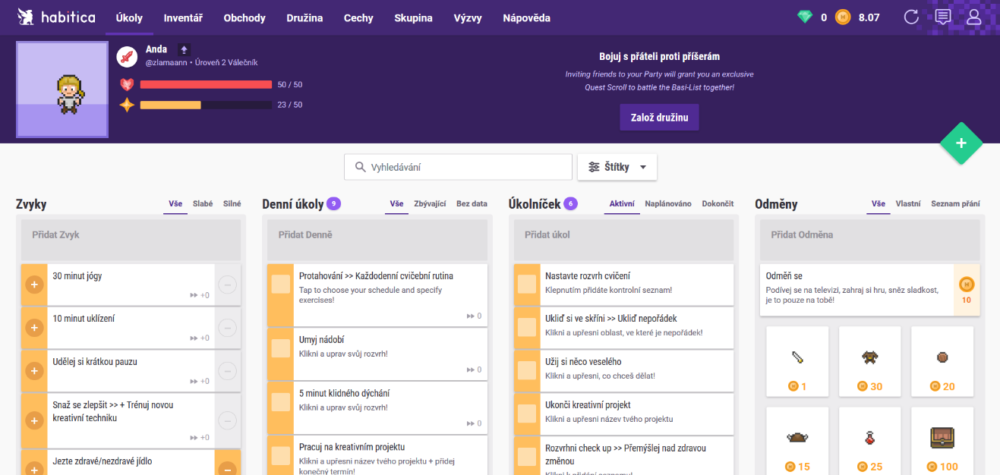 habitica
Úkoly
Inventář
Obchody
Družina
Cechy
Skupina
Výzvy
Nápověda
0
8.07
Anda
@zlamaann • Úroveň 2 Válečník
50 / 50
23 / 50
Bojuj s přáteli proti příšerám
Inviting friends to your Party will grant you an exclusive
Quest Scroll to battle the Basi-List together!
Založ družinu
+
Vyhledávání
Štítky
Zvyky
Vše
Slabé
Silné
Přidat Zvyk
30 minut jógy
+0
10 minut uklízení
+0
Udělej si krátkou pauzu
+0
Snaž se zlepšit >> + Trénuj novou
kreativní techniku
+0
Jezte zdravé/nezdravé jídlo
Denní úkoly 9
Vše
Zbývající
Bez data
Přidat Denně
Protahování >> Každodenní cvičební rutina
Tap to choose your schedule and specify
exercises!
0
Umyj nádobí
Klikni a uprav svůj rozvrh!
0
5 minut klidného dýchání
Klikni a uprav svůj rozvrh!
0
Pracuj na kreativním projektu
Klikni a upřesni název tvého projektu + přidej
konečný termín!
Úkolníček 6
Aktivní
Naplánováno
Dokončit
Přidat úkol
Nastavte rozvrh cvičení
Klepnutím přidáte kontrolní seznam!
Ukliď si ve skříni >> Ukliď nepořádek
Klikni a upřesni oblast, ve které je nepořádek!
Užij si něco veselého
Klikni a upřesni, co chceš dělat!
Ukonči kreativní projekt
Klikni a upřesni název tvého projektu
Rozvrhni check up >> Přemýšlej nad zdravou
změnou
Klikni k přidání seznamu!
Odměny
Vše
Vlastní
Seznam přání
Přidat Odměna
Odměň se
Podívej se na televizi, zahraj si hru, sněz sladkost,
je to pouze na tobě!
10
1
30
20
15
25
100